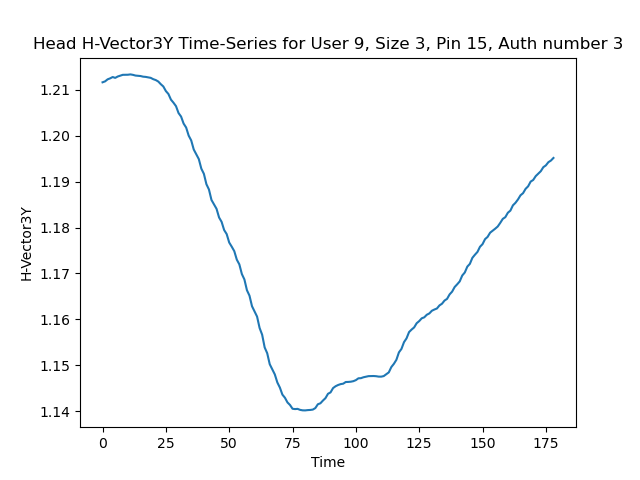 Head H-Vector3Y Time-Series for User 9, Size 3, Pin 15, Auth number 3
1.21
1.20
1.19
1.18
1.17
1.16
1.15
1.14
H-Vector3Y
0 25 50 75 100 125 150 175
Time